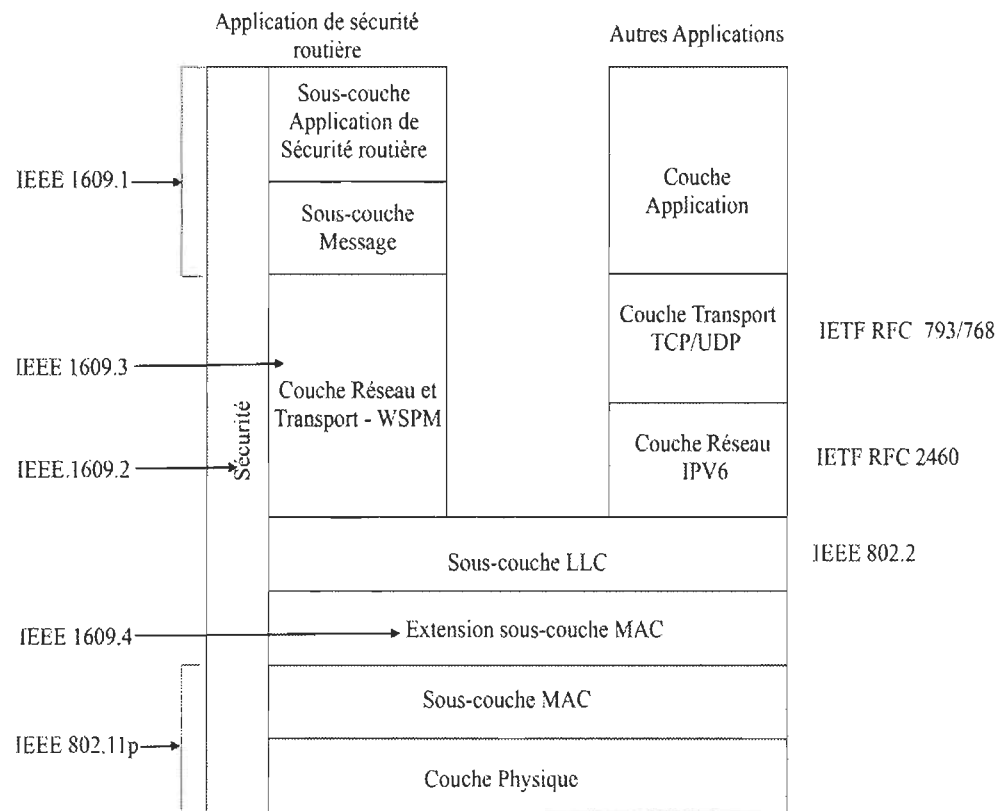 Application de sécurité
routière
Autres Applications
Sous-couche
Application de
Sécurité routière
IEEE 1609.1
Couche
Application
Sous-couche
Message
Couche Transport
TCP/UDP
IETF RFC 793/768
IEEE 1609.3
Couche Réseau et
Transport - WSPM
Sécurité
Couche Réseau
IPV6
IETF RFC 2460
IEEE.1609.2
Sous-couche LLC
IEEE 802.2
IEEE 1609.4
Extension sous-couche MAC
Sous-couche MAC
IEEE 802.11p
Couche Physique